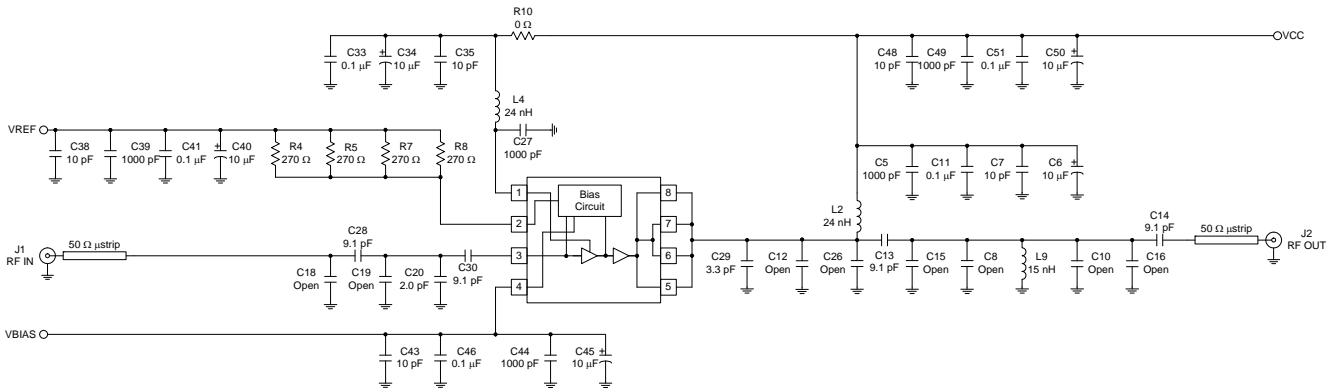 R10
0 Ω
C33
0.1 μF
C34
10 μF
C35
10 pF
C48
10 pF
C49
1000 pF
C51
0.1 μF
C50
10 μF
VCC
L4
24 nH
VREF
C27
1000 pF
C38
10 pF
C39
1000 pF
C41
0.1 μF
C40
10 μF
R4
270 Ω
R5
270 Ω
R7
270 Ω
R8
270 Ω
C5
1000 pF
C11
0.1 μF
C7
10 pF
C6
10 μF
1
2
3
4
Bias
Circuit
8
7
6
5
L2
24 nH
J1
RF IN
50 Ω μstrip
C28
9.1 pF
C18
Open
C19
Open
C20
2.0 pF
C30
9.1 pF
C29
3.3 pF
C12
Open
C26
Open
C13
9.1 pF
C15
Open
C8
Open
L9
15 nH
C10
Open
C16
Open
C14
9.1 pF
50 Ω μstrip
J2
RF OUT
VBIAS
C43
10 pF
C46
0.1 μF
C44
1000 pF
C45
10 μF